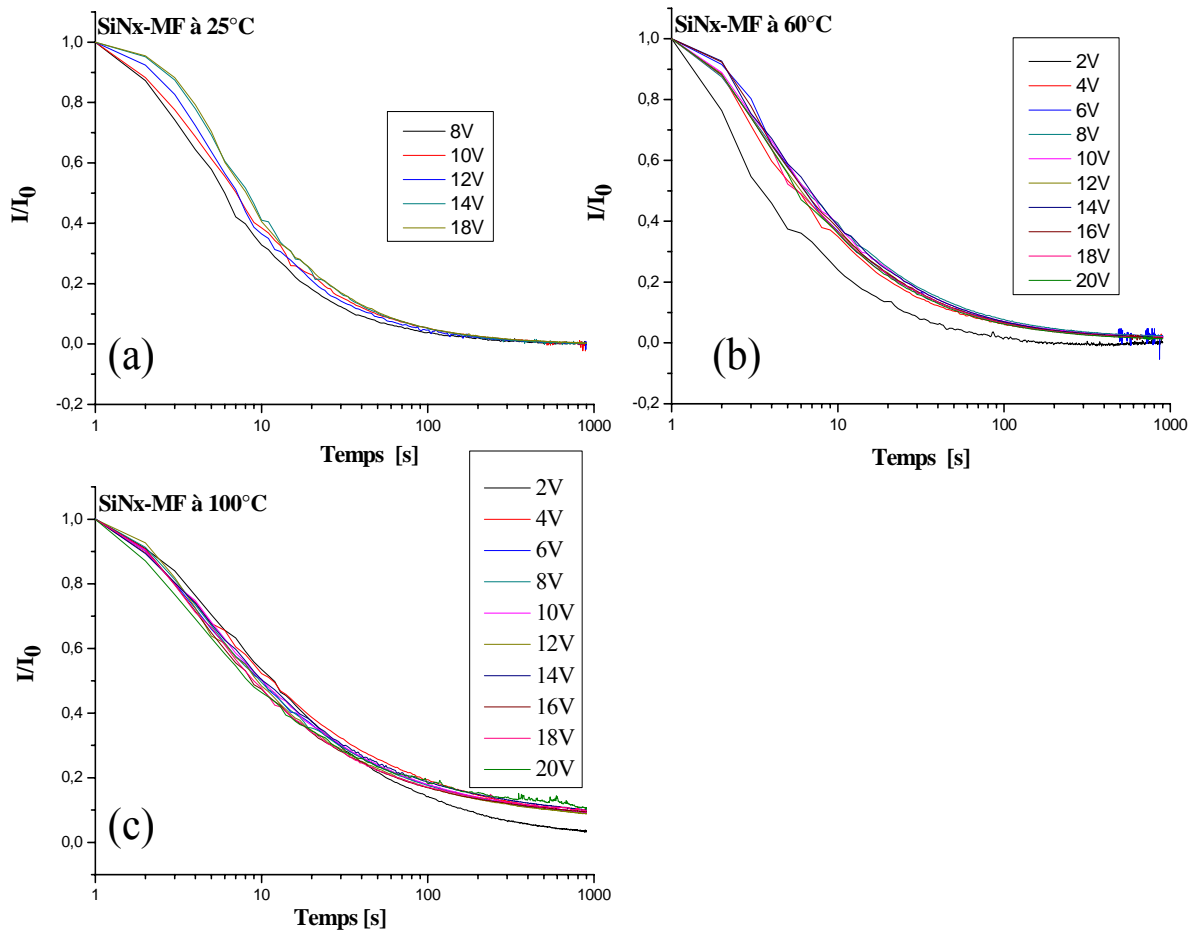 SiNx-MF à 25°C
1,0
0,8
0,6
0,4
0,2
0,0
-0,2
I/I0
8V
10V
12V
14V
18V
(a)
1
10
100
1000
Temps [s]
SiNx-MF à 60°C
1,0
0,8
0,6
0,4
0,2
0,0
-0,2
I/I0
2V
4V
6V
8V
10V
12V
14V
16V
18V
20V
(b)
1
10
100
1000
Temps [s]
SiNx-MF à 100°C
1,0
0,8
0,6
0,4
0,2
0,0
I/I0
2V
4V
6V
8V
10V
12V
14V
16V
18V
20V
(c)
1
10
100
1000
Temps [s]